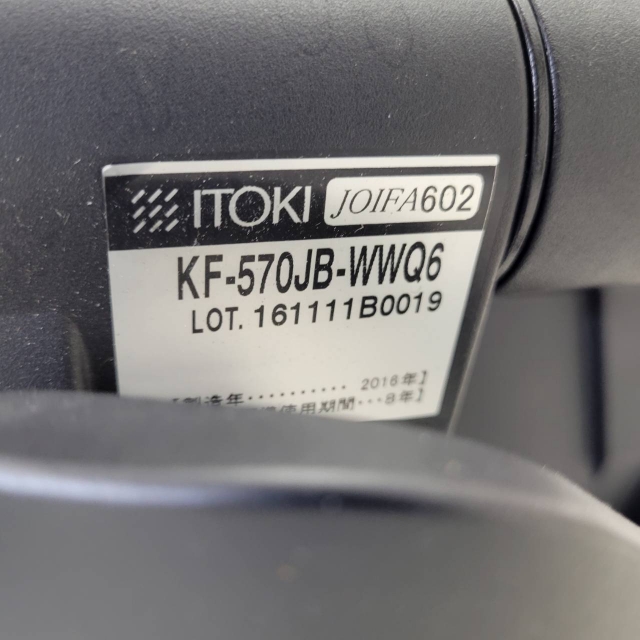 ITOKI JOIFA602
KF-570JB-WWQ6
LOT. 161111B0019
【製造年・・・・・・・・・・ 2016年】
使用期間・・・8年】